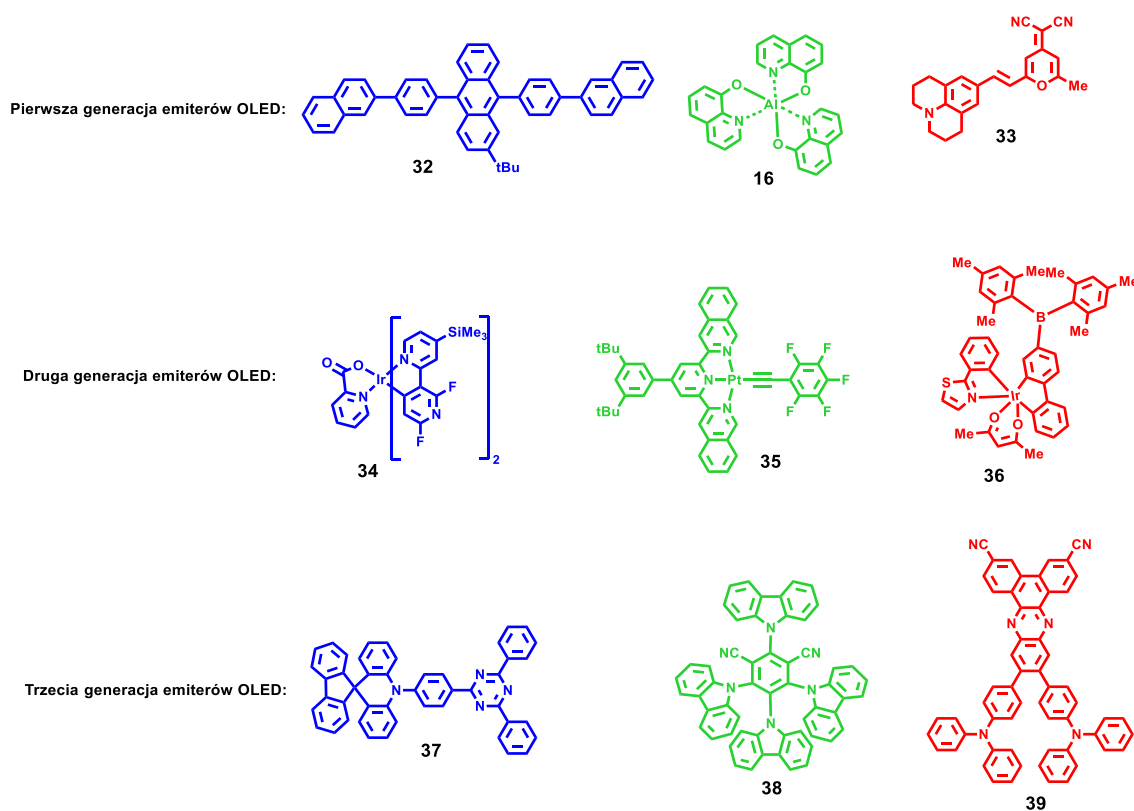 Pierwsza generacja emiterów OLED:
32
tBu
O
N
Al
O
N
N
O
16
NC CN
N
O
Me
33
Druga generacja emiterów OLED:
O
O
N
Ir
N
SiMe3
F
N
F
2
34
tBu
tBu
N
N
Pt
N
F
F
F
F
F
35
Me
Me
Me
Me
Me
Me
B
S
N
Ir
O
O
Me
Me
36
Trzecia generacja emiterów OLED:
N
N
N
N
37
N
NC
CN
N
N
N
38
NC
CN
N
N
N
N
39